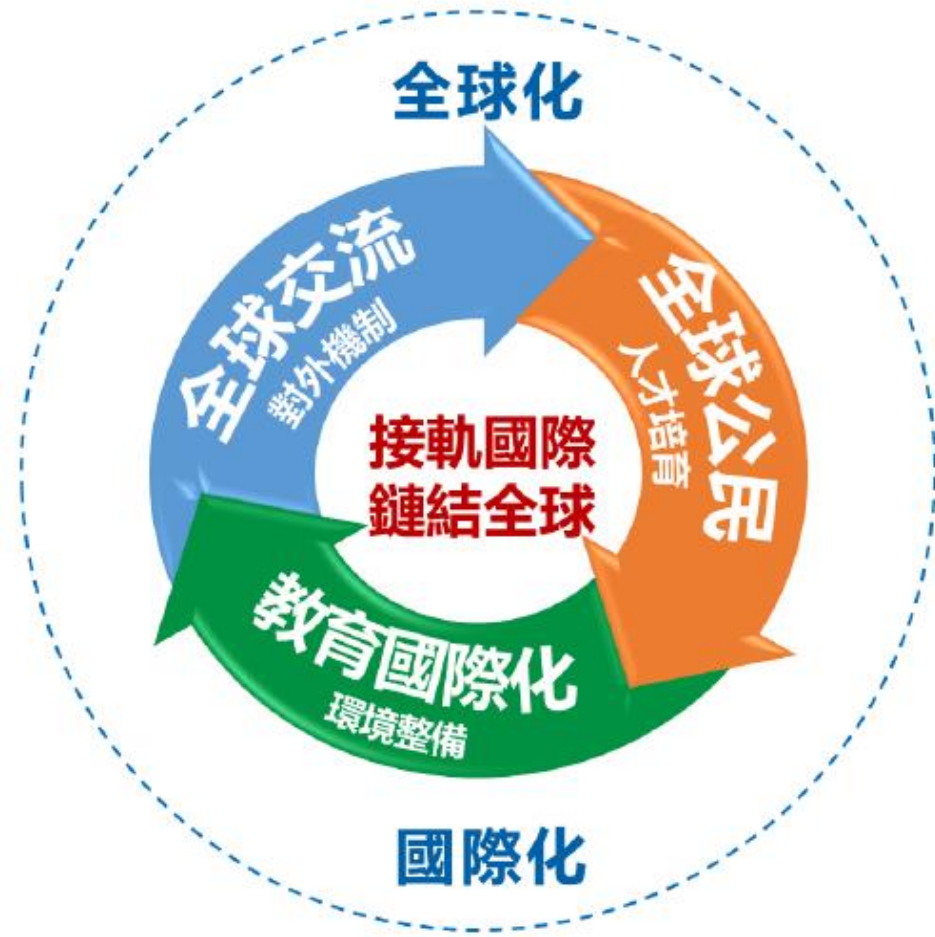 全球化
全球交流
對外機制
全球公民
人才培育
接軌國際
鏈結全球
教育國際化
環境整備
國際化